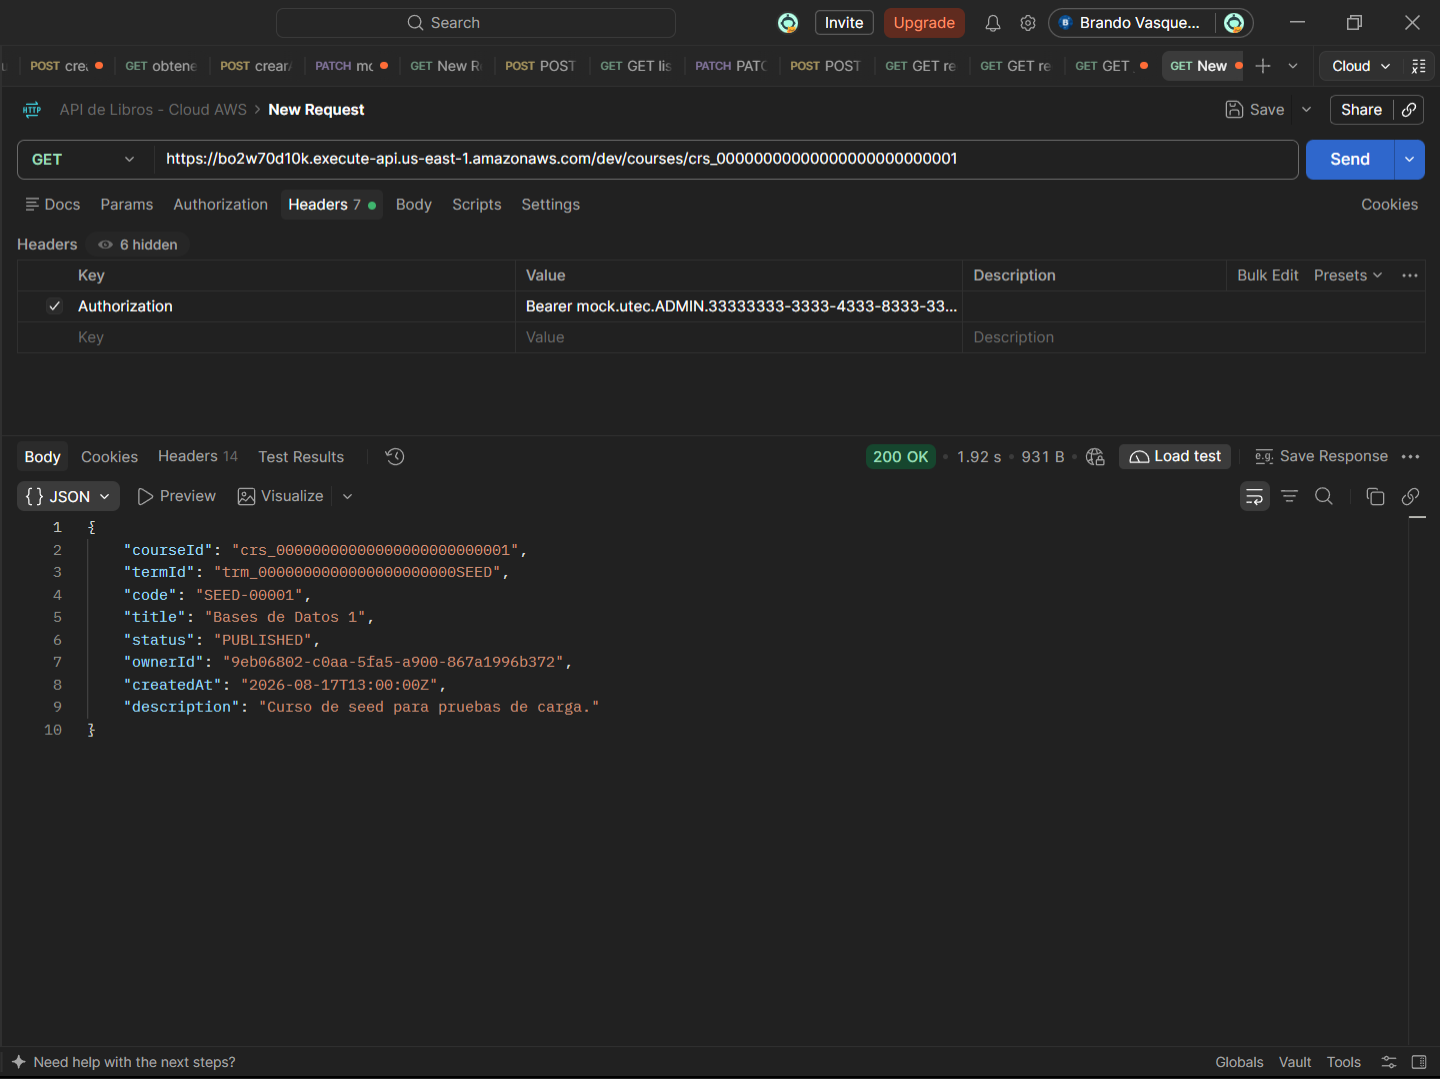 Search
Invite
Upgrade
Brando Vasque...
POST cre
GET obtene
POST crear
PATCH mo
GET New R
POST POST
GET GET lis
PATCH PATC
POST POST
GET GET re
GET GET re
GET GET
GET New
Cloud
HTTP
API de Libros - Cloud AWS > New Request
Save
Share
GET
https://bo2w70d10k.execute-api.us-east-1.amazonaws.com/dev/courses/crs_00000000000000000000000001
Send
Docs
Params
Authorization
Headers 7
Body
Scripts
Settings
Cookies
Headers
6 hidden
Key
Value
Description
Bulk Edit
Presets
Authorization
Bearer mock.utec.ADMIN.33333333-3333-4333-8333-33...
Key
Value
Description
Body
Cookies
Headers 14
Test Results
200 OK
1.92 s
931 B
Load test
e.g. Save Response
{} JSON
Preview
Visualize
1 {
2 "courseId": "crs_00000000000000000000000001",
3 "termId": "trm_0000000000000000000000SEED",
4 "code": "SEED-00001",
5 "title": "Bases de Datos 1",
6 "status": "PUBLISHED",
7 "ownerId": "9eb06802-c0aa-5fa5-a900-867a1996b372",
8 "createdAt": "2026-08-17T13:00:00Z",
9 "description": "Curso de seed para pruebas de carga."
10 }
Need help with the next steps?
Globals
Vault
Tools